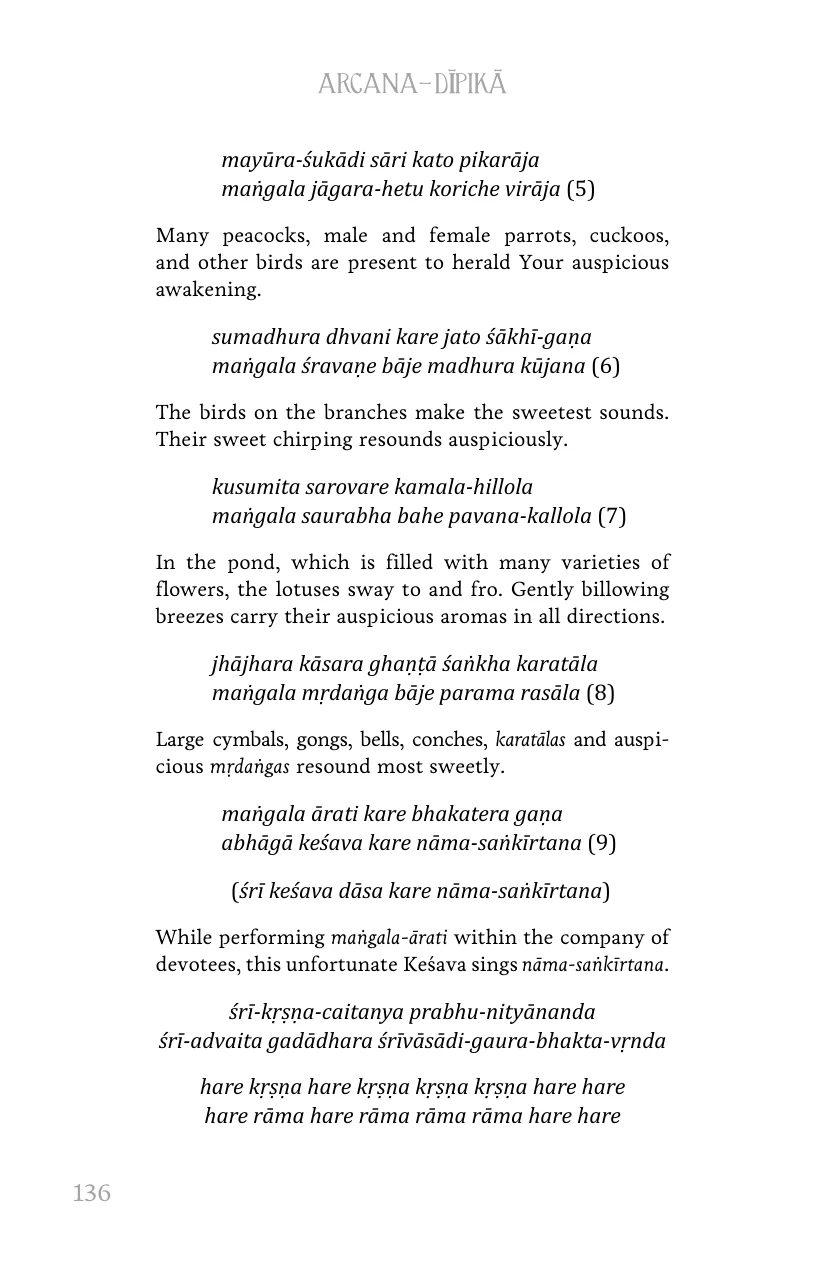 ARCANA–DĪPIKĀ
mayūra-śukādi sāri kato pikarāja
maṅgala jāgara-hetu koriche virāja (5)
Many peacocks, male and female parrots, cuckoos,
and other birds are present to herald Your auspicious
awakening.
sumadhura dhvani kare jato śākhī-gaṇa
maṅgala śravaṇe bāje madhura kūjana (6)
The birds on the branches make the sweetest sounds.
Their sweet chirping resounds auspiciously.
kusumita sarovare kamala-hillola
maṅgala saurabha bahe pavana-kallola (7)
In the pond, which is filled with many varieties of
flowers, the lotuses sway to and fro. Gently billowing
breezes carry their auspicious aromas in all directions.
jhājhara kāsara ghaṇṭā śaṅkha karatāla
maṅgala mṛdaṅga bāje parama rasāla (8)
Large cymbals, gongs, bells, conches, karatālas and auspi-
cious mṛdaṅgas resound most sweetly.
maṅgala ārati kare bhakatera gaṇa
abhāgā keśava kare nāma-saṅkīrtana (9)
(śrī keśava dāsa kare nāma-saṅkīrtana)
While performing maṅgala-ārati within the company of
devotees, this unfortunate Keśava sings nāma-saṅkīrtana.
śrī-kṛṣṇa-caitanya prabhu-nityānanda
śrī-advaita gadādhara śrīvāsādi-gaura-bhakta-vṛnda
hare kṛṣṇa hare kṛṣṇa kṛṣṇa kṛṣṇa hare hare
hare rāma hare rāma rāma rāma hare hare
136